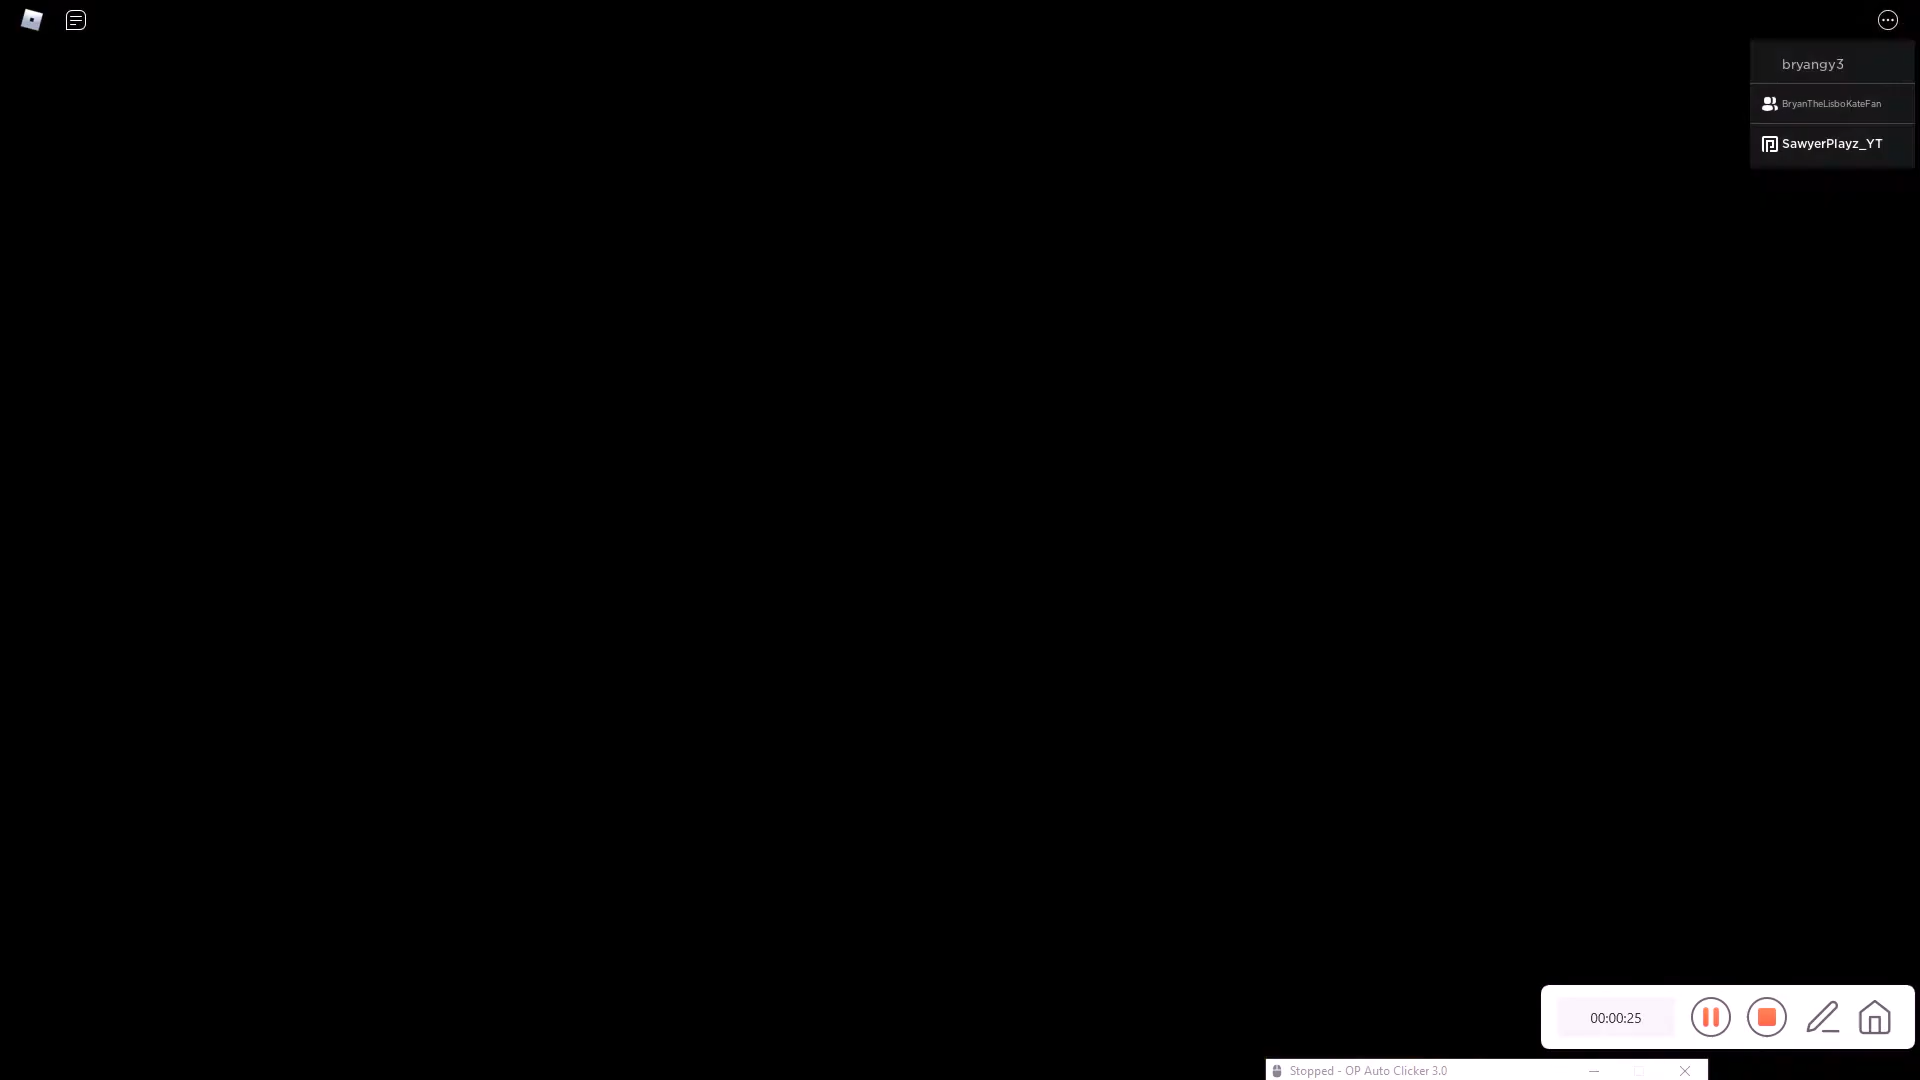 bryangy3
BryanTheLisboKateFan
SawyerPlayz_YT
00:00:25
Stopped - OP Auto Clicker 3.0